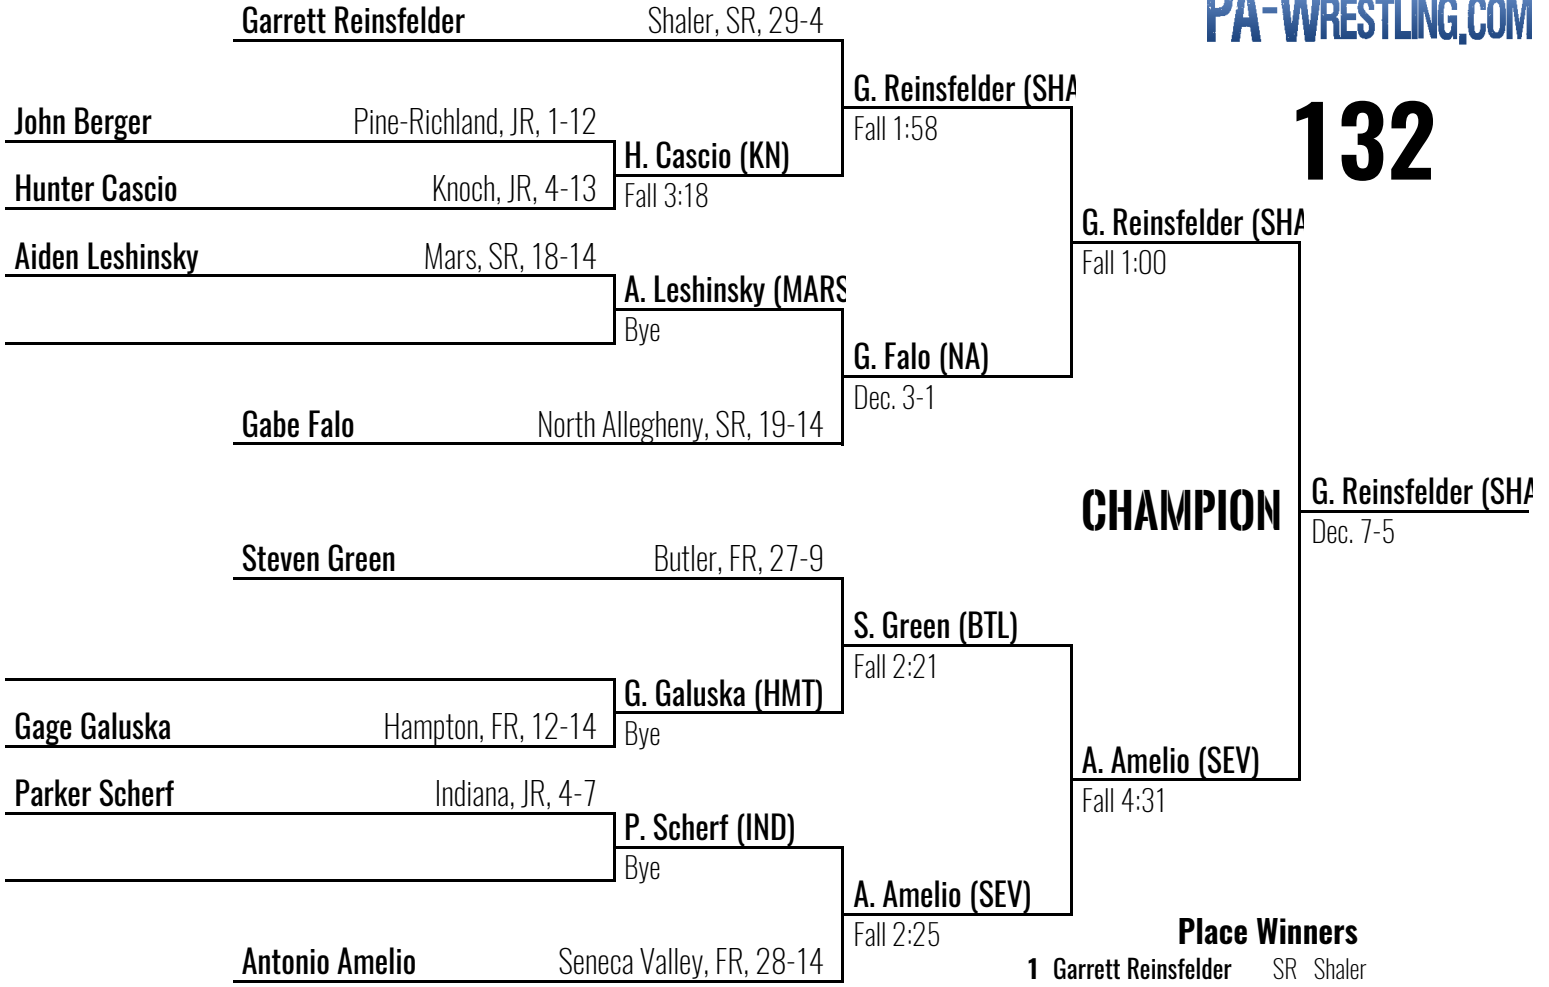 Garrett Reinsfelder Shaler, SR, 29-4
PA-WRESTLING.COM
G. Reinsfelder (SHA
Fall 1:58
132
John Berger Pine-Richland, JR, 1-12
H. Cascio (KN)
Fall 3:18
Hunter Cascio Knoch, JR, 4-13
G. Reinsfelder (SHA
Fall 1:00
Aiden Leshinsky Mars, SR, 18-14
A. Leshinsky (MARS
Bye
G. Falo (NA)
Dec. 3-1
Gabe Falo North Allegheny, SR, 19-14
CHAMPION
G. Reinsfelder (SHA
Dec. 7-5
Steven Green Butler, FR, 27-9
S. Green (BTL)
Fall 2:21
G. Galuska (HMT)
Bye
Gage Galuska Hampton, FR, 12-14
A. Amelio (SEV)
Fall 4:31
Parker Scherf Indiana, JR, 4-7
P. Scherf (IND)
Bye
A. Amelio (SEV)
Fall 2:25
Antonio Amelio Seneca Valley, FR, 28-14
Place Winners
1 Garrett Reinsfelder SR Shaler